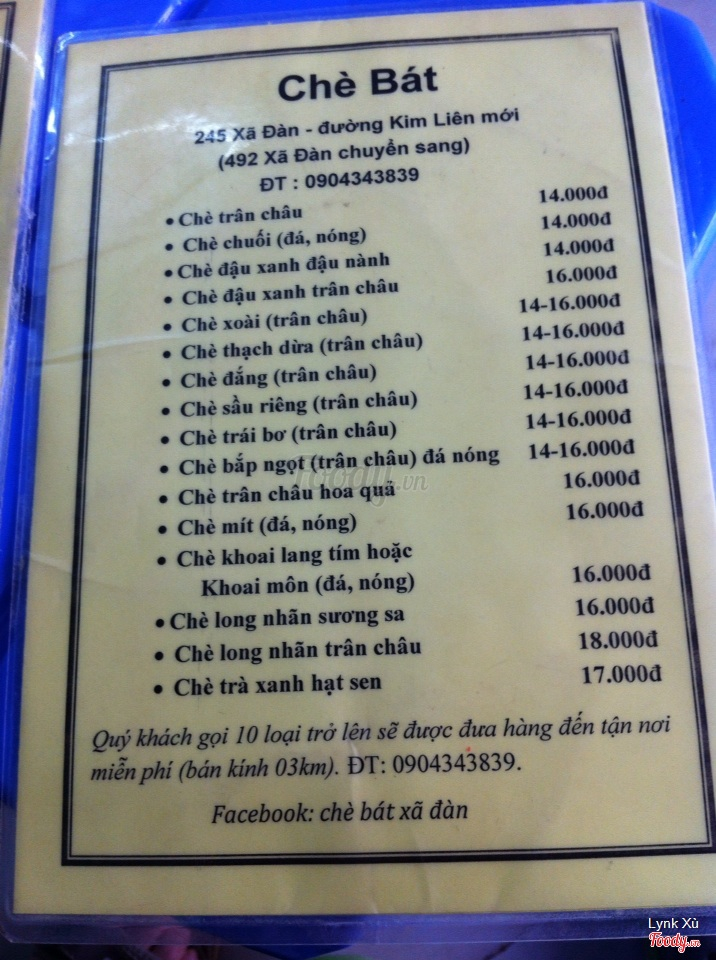 Chè Bát
245 Xã Đàn - đường Kim Liên mới
(492 Xã Đàn chuyển sang)
ĐT : 0904343839
• Chè trân châu 14.000đ
• Chè chuối (đá, nóng) 14.000đ
• Chè đậu xanh đậu nành 14.000đ
• Chè đậu xanh trân châu 16.000đ
• Chè xoài (trân châu) 14-16.000đ
• Chè thạch dừa (trân châu) 14-16.000đ
• Chè đắng (trân châu) 14-16.000đ
• Chè sầu riêng (trân châu) 14-16.000đ
• Chè trái bơ (trân châu) 14-16.000đ
• Chè bắp ngọt (trân châu) đá nóng 14-16.000đ
• Chè trân châu hoa quả 16.000đ
• Chè mít (đá, nóng) 16.000đ
• Chè khoai lang tím hoặc
Khoai môn (đá, nóng) 16.000đ
• Chè long nhãn sương sa 16.000đ
• Chè long nhãn trân châu 18.000đ
• Chè trà xanh hạt sen 17.000đ
Quý khách gọi 10 loại trở lên sẽ được đưa hàng đến tận nơi
miễn phí (bán kính 03km). ĐT: 0904343839.
Facebook: chè bát xã đàn
Foody.vn
Lynk Xù
Foody.vn